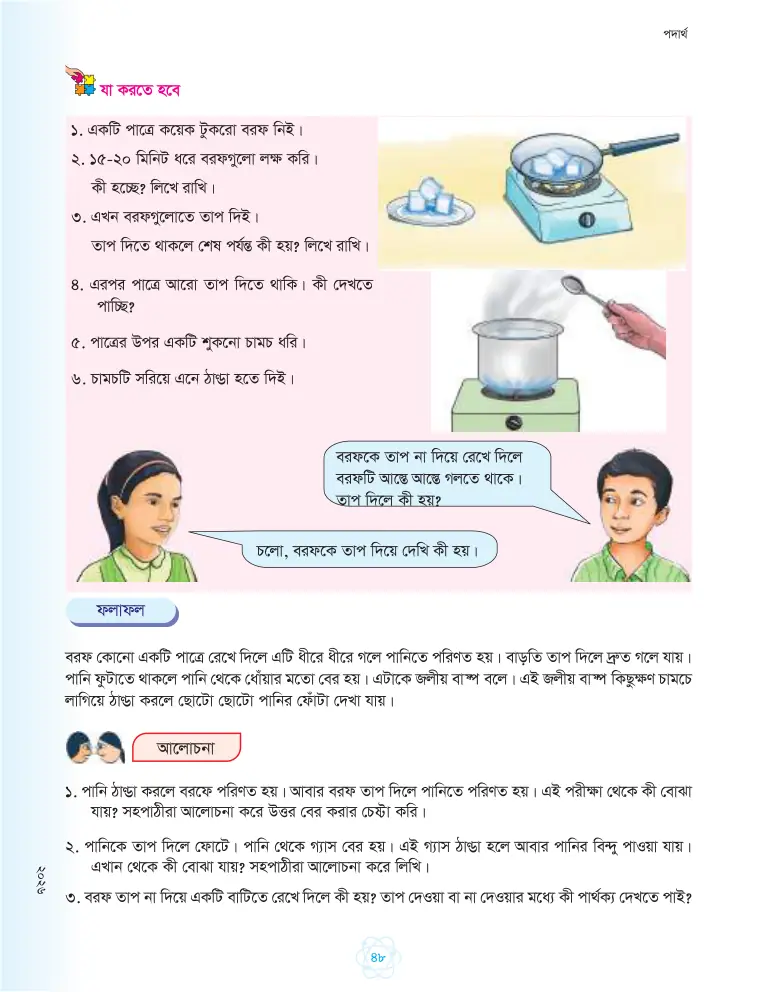 পদার্থ
যা করতে হবে
১. একটি পাত্রে কয়েক টুকরো বরফ নিই।
২. ১৫-২০ মিনিট ধরে বরফগুলো লক্ষ করি।
কী হচ্ছে? লিখে রাখি।
৩. এখন বরফগুলোতে তাপ দিই।
তাপ দিতে থাকলে শেষ পর্যন্ত কী হয়? লিখে রাখি।
৪. এরপর পাত্রে আরো তাপ দিতে থাকি। কী দেখতে
পাচ্ছি?
৫. পাত্রের উপর একটি শুকনো চামচ ধরি।
৬. চামচটি সরিয়ে এনে ঠাণ্ডা হতে দিই।
বরফকে তাপ না দিয়ে রেখে দিলে
বরফটি আস্তে আস্তে গলতে থাকে।
তাপ দিলে কী হয়?
চলো, বরফকে তাপ দিয়ে দেখি কী হয়।
ফলাফল
বরফ কোনো একটি পাত্রে রেখে দিলে এটি ধীরে ধীরে গলে পানিতে পরিণত হয়। বাড়তি তাপ দিলে দ্রুত গলে যায়।
পানি ফুটাতে থাকলে পানি থেকে ধোঁয়ার মতো বের হয়। এটাকে জলীয় বাষ্প বলে। এই জলীয় বাষ্প কিছুক্ষণ চামচে
লাগিয়ে ঠাণ্ডা করলে ছোটো ছোটো পানির ফোঁটা দেখা যায়।
আলোচনা
১. পানি ঠাণ্ডা করলে বরফে পরিণত হয়। আবার বরফ তাপ দিলে পানিতে পরিণত হয়। এই পরীক্ষা থেকে কী বোঝা
যায়? সহপাঠীরা আলোচনা করে উত্তর বের করার চেষ্টা করি।
২. পানিকে তাপ দিলে ফোটে। পানি থেকে গ্যাস বের হয়। এই গ্যাস ঠাণ্ডা হলে আবার পানির বিন্দু পাওয়া যায়।
এখান থেকে কী বোঝা যায়? সহপাঠীরা আলোচনা করে লিখি।
৩. বরফ তাপ না দিয়ে একটি বাটিতে রেখে দিলে কী হয়? তাপ দেওয়া বা না দেওয়ার মধ্যে কী পার্থক্য দেখতে পাই?
২০২৬
৪৮